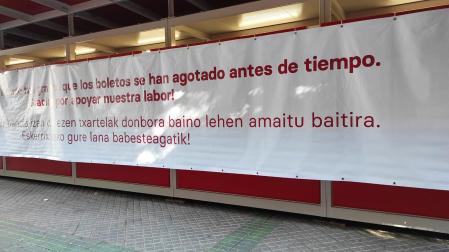 que los boletos se han agotado antes de tiempo.
por apoyar nuestra labor!
txartelak donbora baino lehen amaitu baitira.
gure lana babesteagatik!